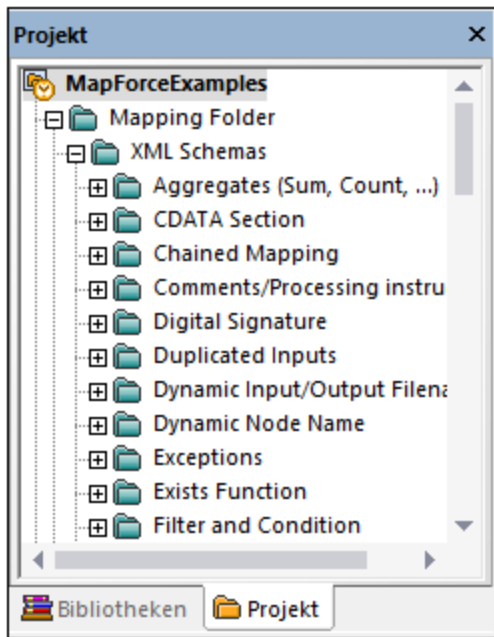 Projekt
MapForceExamples
Mapping Folder
XML Schemas
Aggregates (Sum, Count, ...)
CDATA Section
Chained Mapping
Comments/Processing instru
Digital Signature
Duplicated Inputs
Dynamic Input/Output Filena
Dynamic Node Name
Exceptions
Exists Function
Filter and Condition
Bibliotheken Projekt